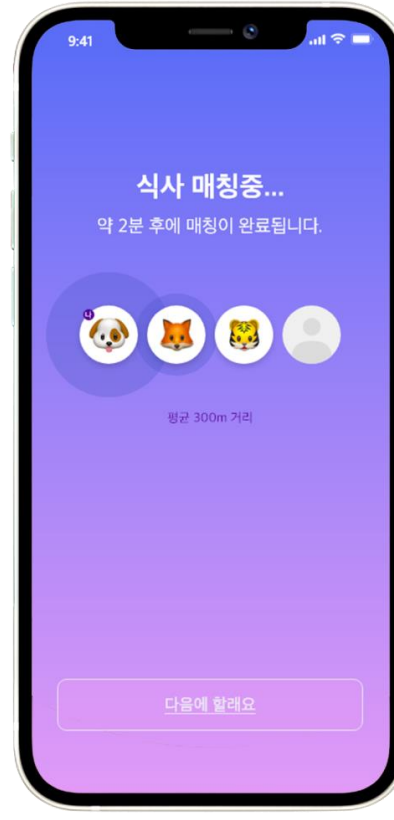 9:41
식사 매칭중...
약 2분 후에 매칭이 완료됩니다.
나
평균 300m 거리
다음에 할래요